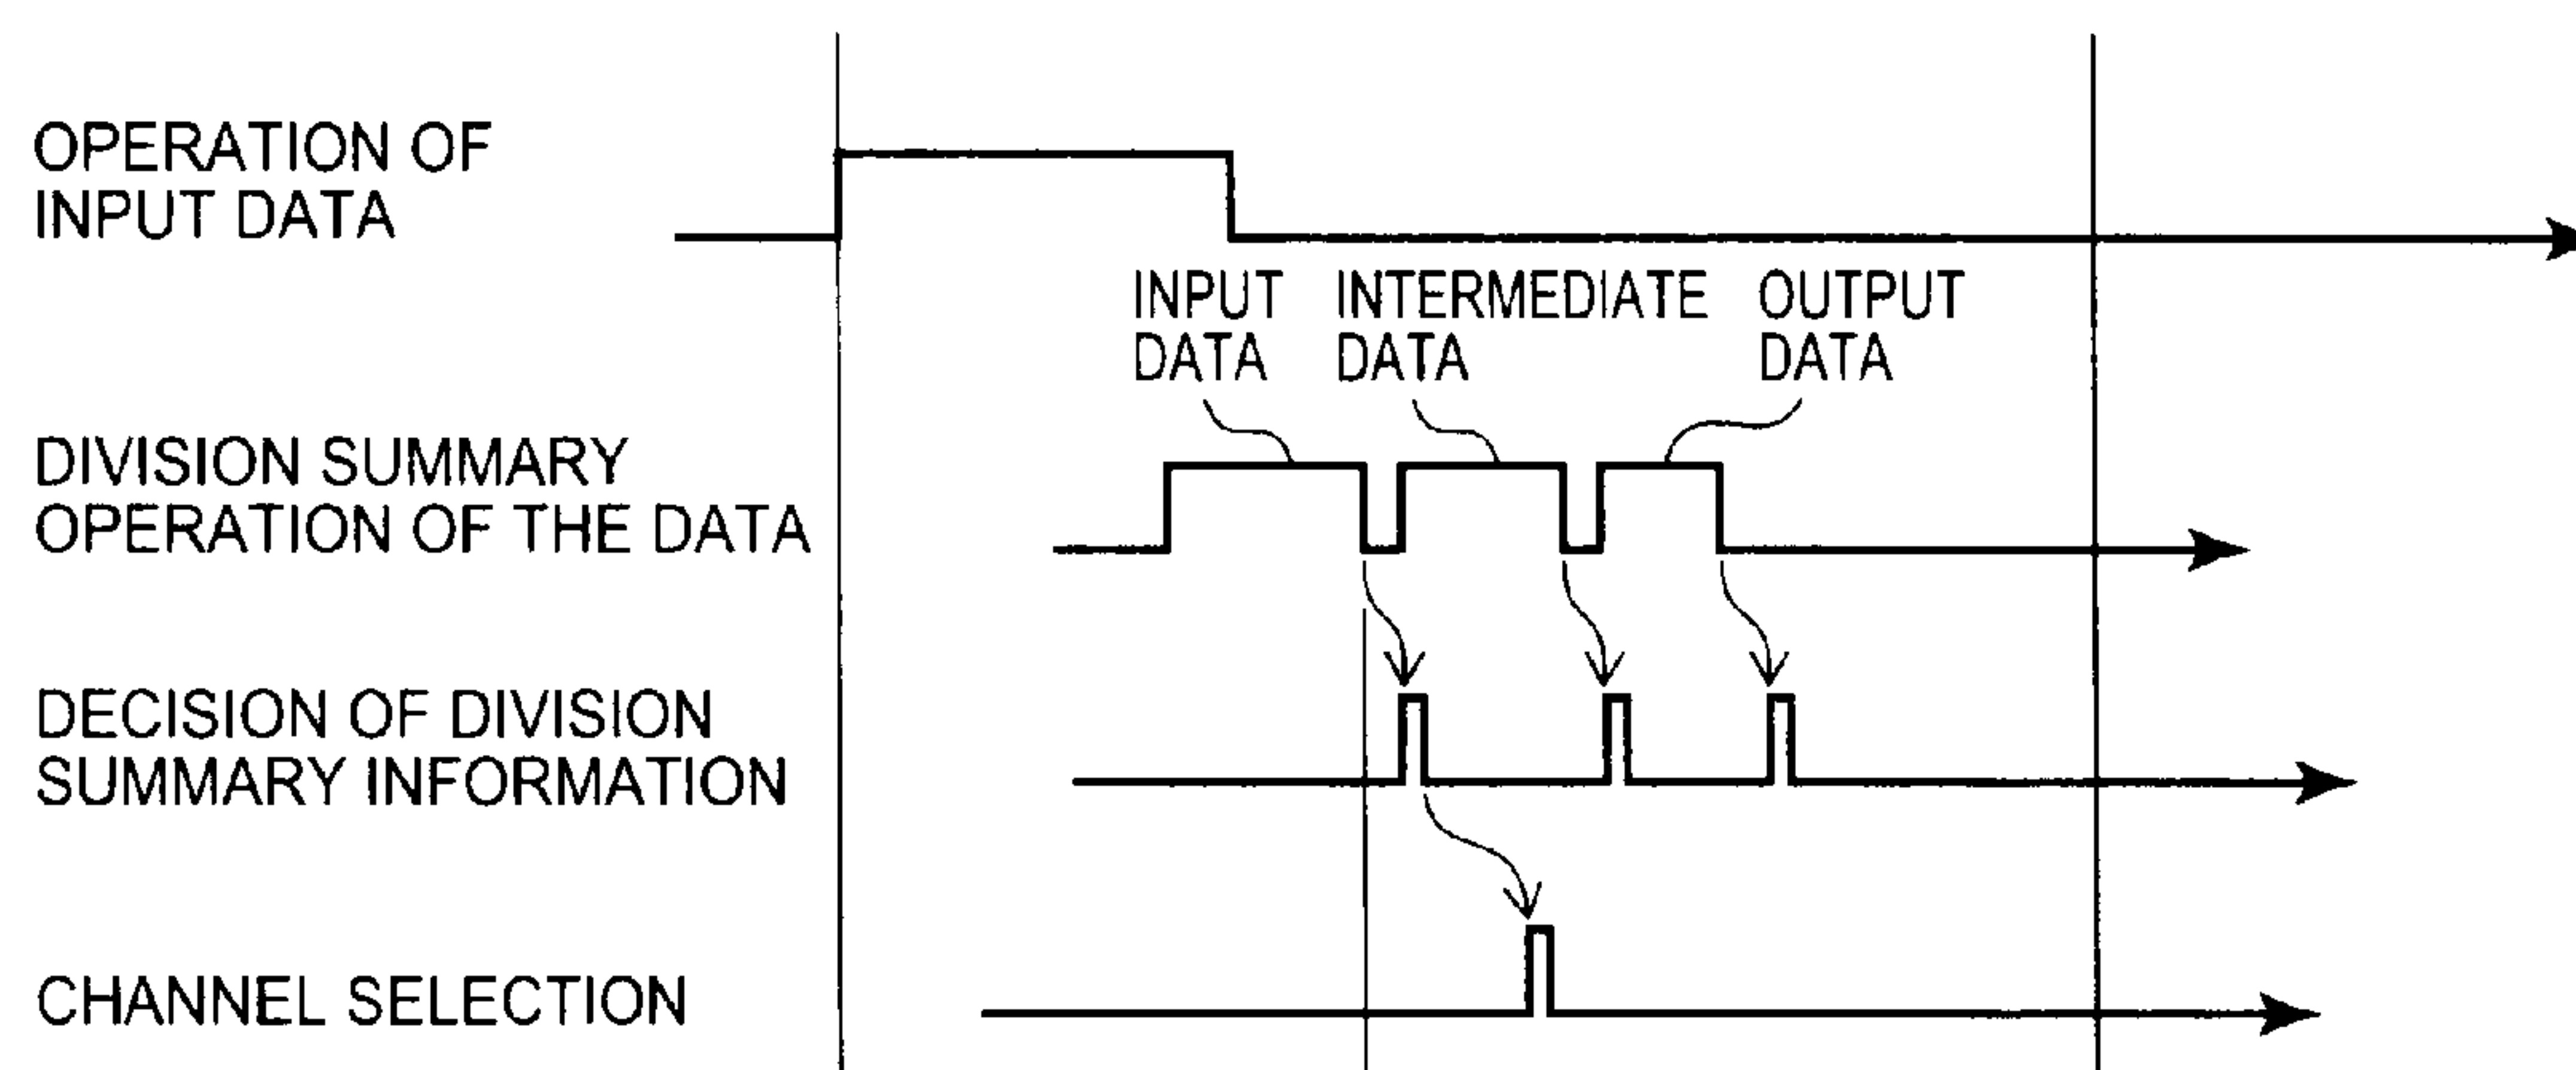 OPERATION OF
INPUT DATA
INPUT
DATA
INTERMEDIATE
DATA
OUTPUT
DATA
DIVISION SUMMARY
OPERATION OF THE DATA
DECISION OF DIVISION
SUMMARY INFORMATION
CHANNEL SELECTION